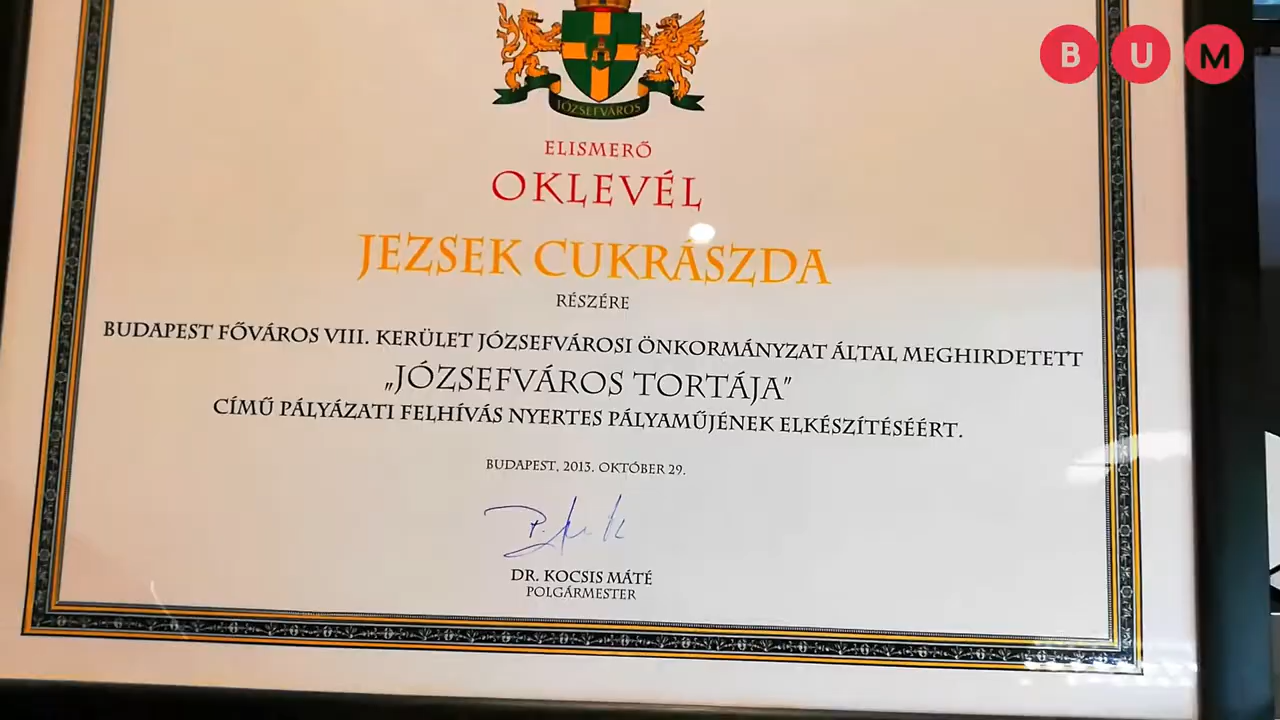 BUM
JÓZSEFVÁROS
ELISMERŐ
OKLEVÉL
JEZSEK CUKRÁSZDA
RÉSZÉRE
BUDAPEST FŐVÁROS VIII. KERÜLET JÓZSEFVÁROSI ÖNKORMÁNYZAT ÁLTAL MEGHIRDETETT
„JÓZSEFVÁROS TORTÁJA"
CÍMŰ PÁLYÁZATI FELHÍVÁS NYERTES PÁLYAMŰJÉNEK ELKÉSZÍTÉSÉÉRT.
BUDAPEST, 2013. OKTÓBER 29.
DR. KOCSIS MÁTÉ
POLGÁRMESTER